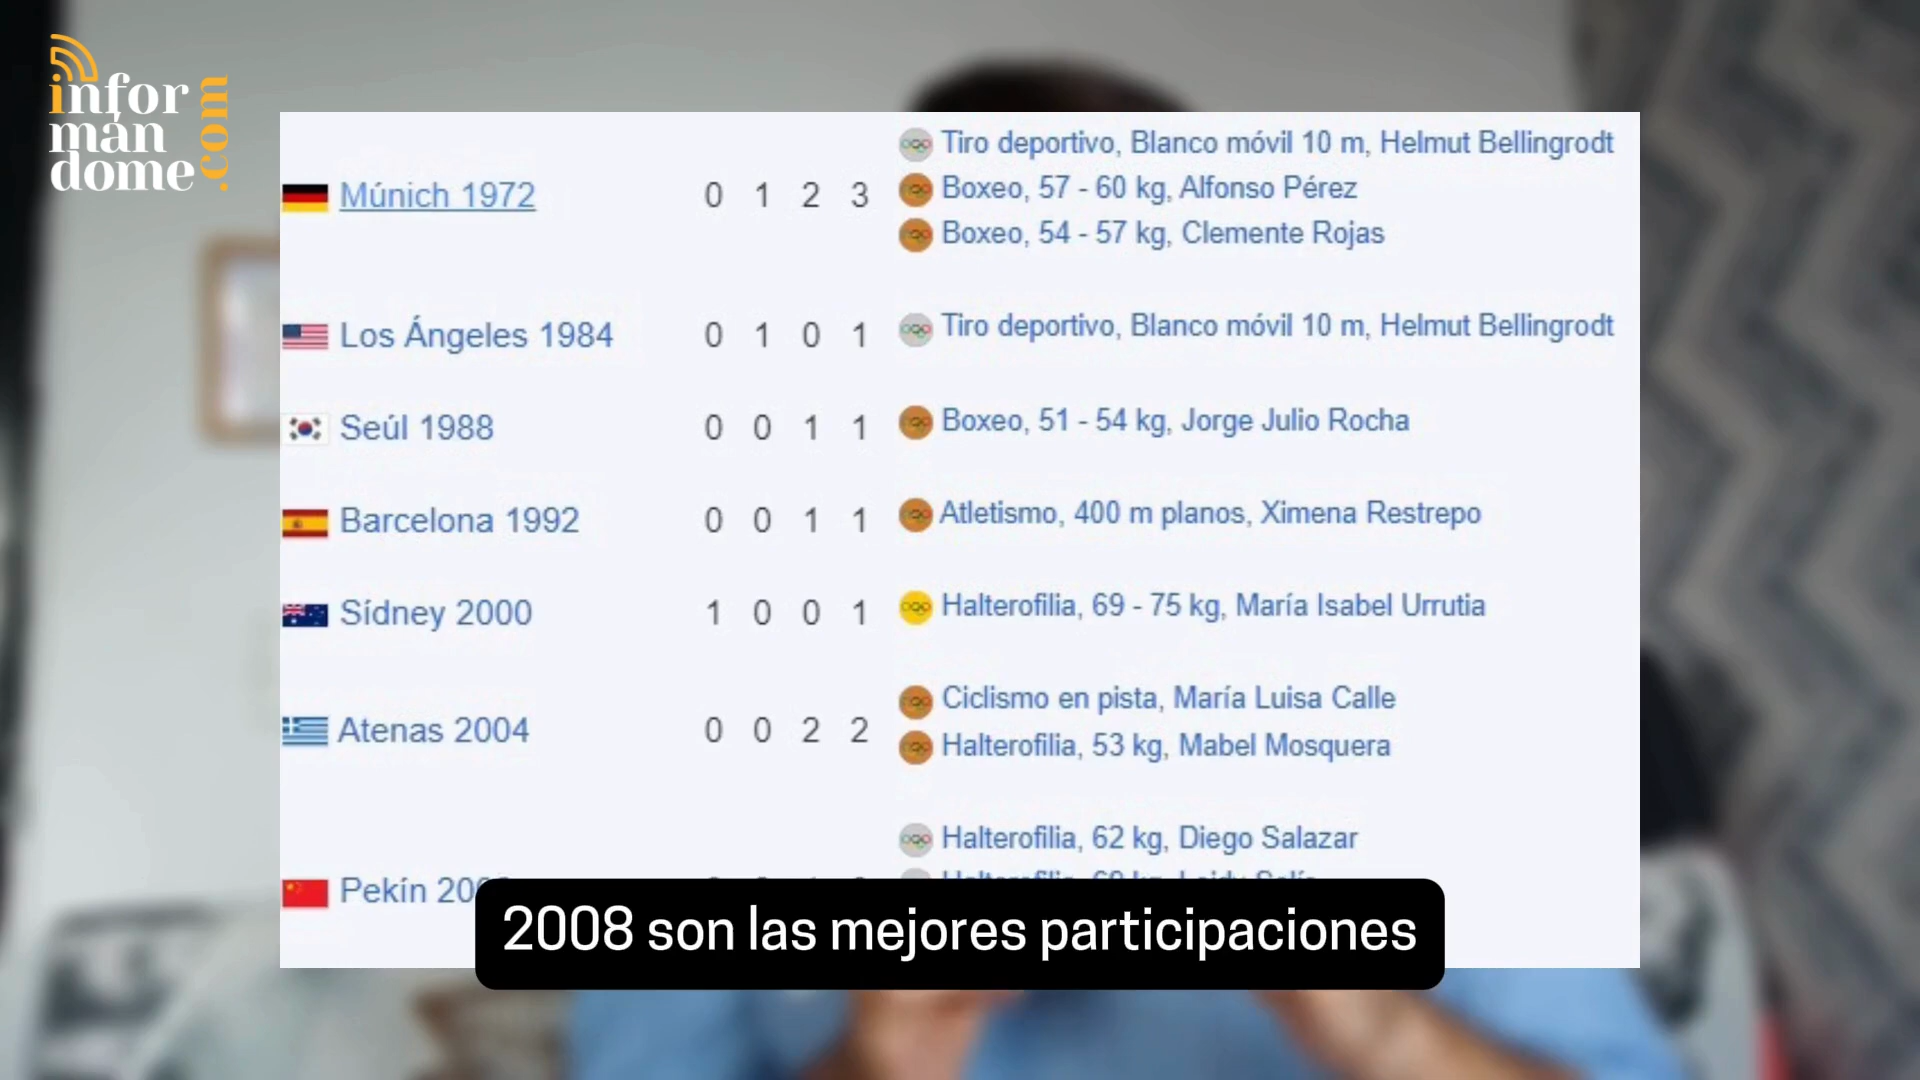 infor
mán
dome
.com
Múnich 1972 0 1 2 3
Tiro deportivo, Blanco móvil 10 m, Helmut Bellingrodt
Boxeo, 57 - 60 kg, Alfonso Pérez
Boxeo, 54 - 57 kg, Clemente Rojas
Los Ángeles 1984 0 1 0 1 Tiro deportivo, Blanco móvil 10 m, Helmut Bellingrodt
Seúl 1988 0 0 1 1 Boxeo, 51 - 54 kg, Jorge Julio Rocha
Barcelona 1992 0 0 1 1 Atletismo, 400 m planos, Ximena Restrepo
Sídney 2000 1 0 0 1 Halterofilia, 69 - 75 kg, María Isabel Urrutia
Atenas 2004 0 0 2 2
Ciclismo en pista, María Luisa Calle
Halterofilia, 53 kg, Mabel Mosquera
Halterofilia, 62 kg, Diego Salazar
Pekín
2008 son las mejores participaciones